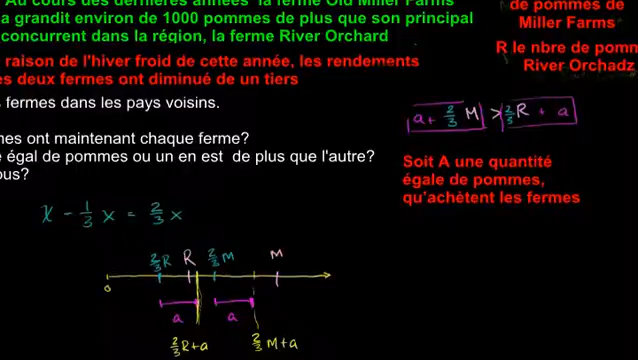 Au cours des dernières années la ferme Old Miller Farms
a grandit environ de 1000 pommes de plus que son principal
concurrent dans la région, la ferme River Orchard
raison de l'hiver froid de cette année, les rendements
deux fermes ont diminué de un tiers
fermes dans les pays voisins.
ont maintenant chaque ferme?
égal de pommes ou un en est de plus que l'autre?
de pommes de
Miller Farms
R le nbre de
River Orchadz
a + 2/3 M > 2/3 R + a
Soit A une quantité
égale de pommes,
qu'achètent les fermes
x - 1/3 x = 2/3 x
2/3 R R 2/3 M M
0
a a
2/3 R + a 2/3 M + a